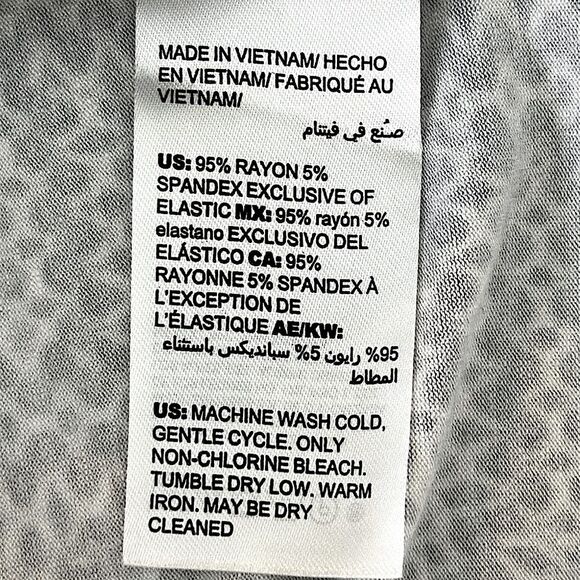 MADE IN VIETNAM/ HECHO
EN VIETNAM/ FABRIQUÉ AU
VIETNAM/
صنع في فيتنام
US: 95% RAYON 5%
SPANDEX EXCLUSIVE OF
ELASTIC MX: 95% rayón 5%
elastano EXCLUSIVO DEL
ELÁSTICO CA: 95%
RAYONNE 5% SPANDEX À
L'EXCEPTION DE
L'ÉLASTIQUE AE/KW:
95% رايون 5% سبانديكس باستثناء
المطاط
US: MACHINE WASH COLD,
GENTLE CYCLE. ONLY
NON-CHLORINE BLEACH.
TUMBLE DRY LOW. WARM
IRON. MAY BE DRY
CLEANED